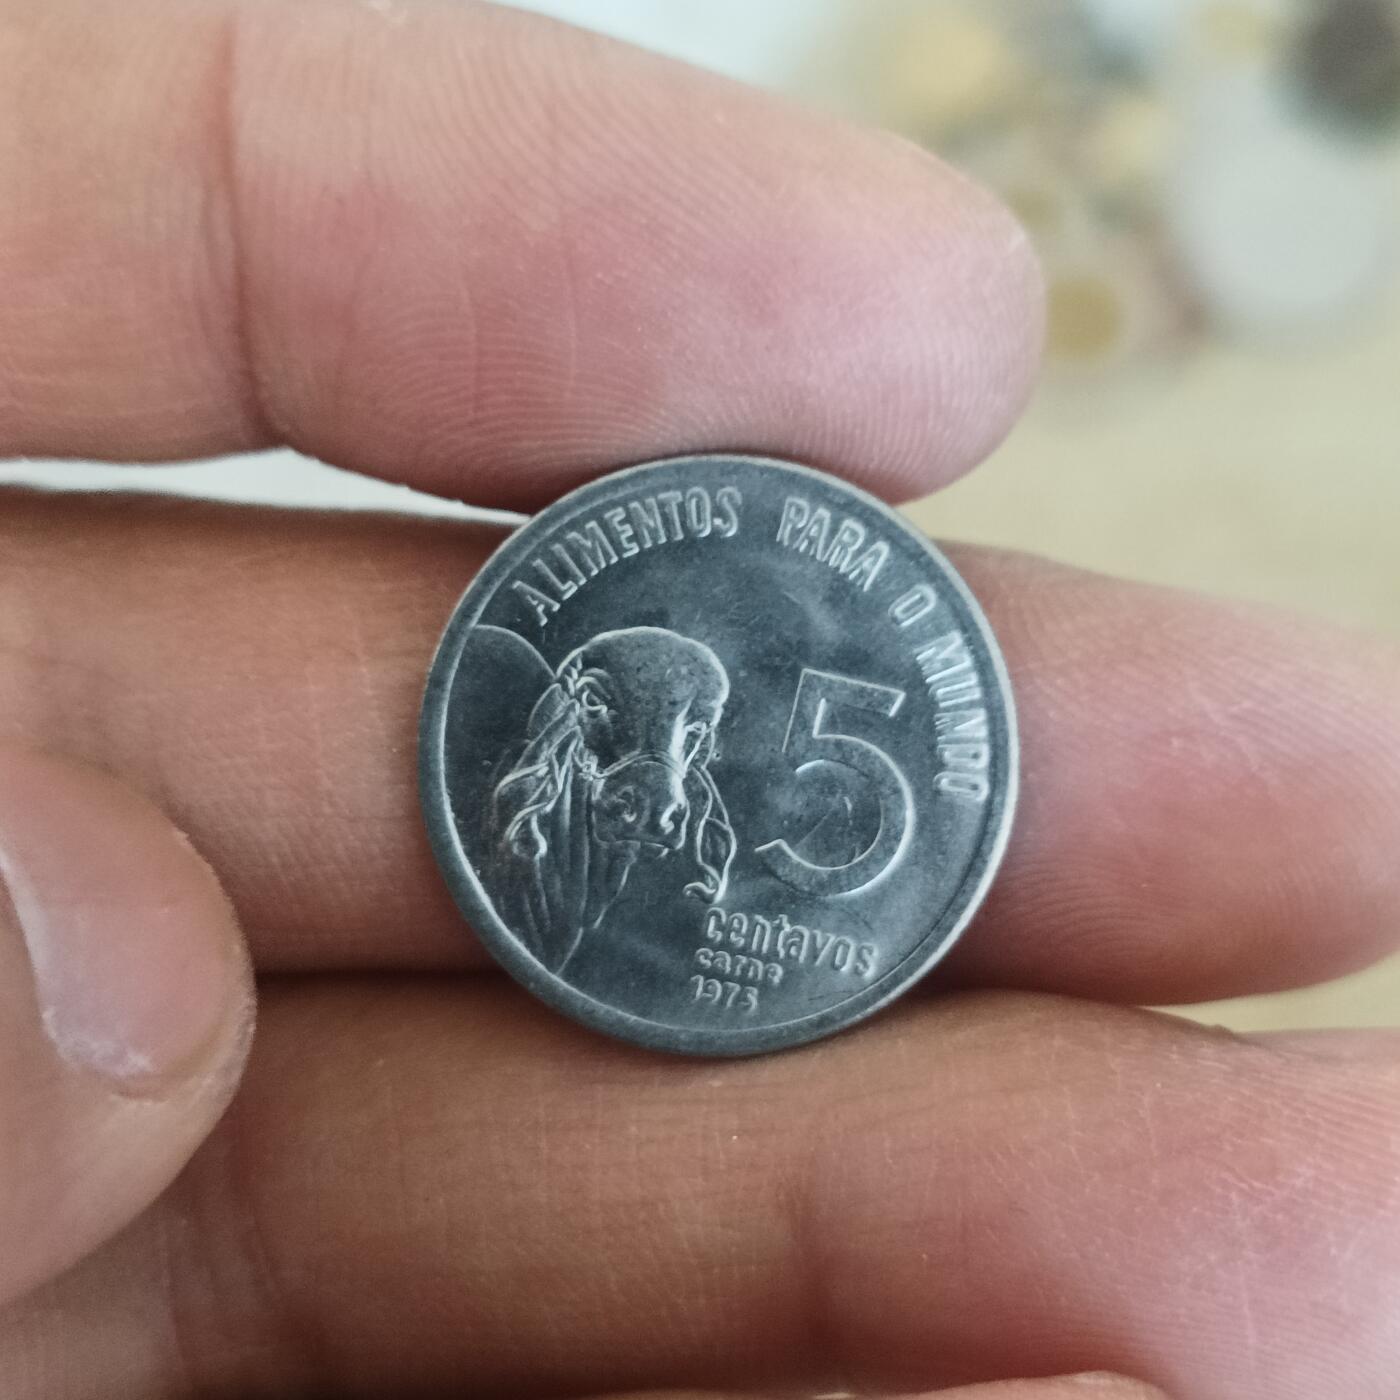 ALIMENTOS PARA O MUNDO
5
centavos
carne
1975